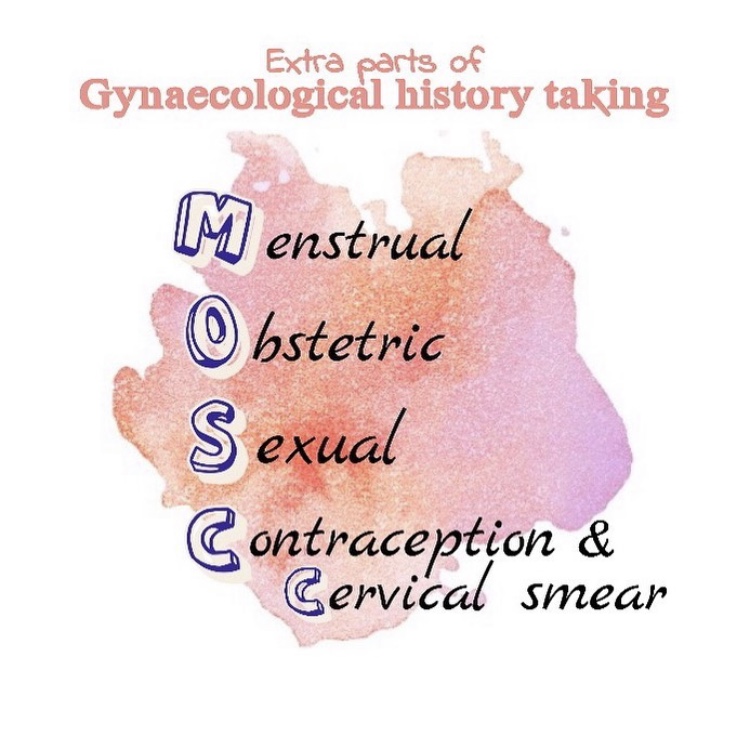 Extra parts of
Gynaecological history taking
Menstrual
Obstetric
Sexual
Contraception &
Cervical smear